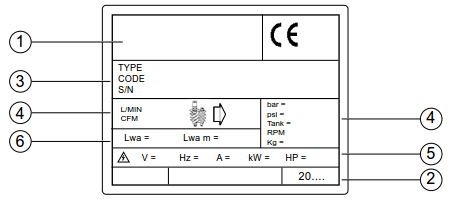 1
CE
TYPE
CODE
S/N
3
L/MIN
CFM
4
bar =
psi =
Tank =
RPM
Kg =
4
Lwa = Lwa m =
6
V = Hz = A = kW = HP =
5
20....
2